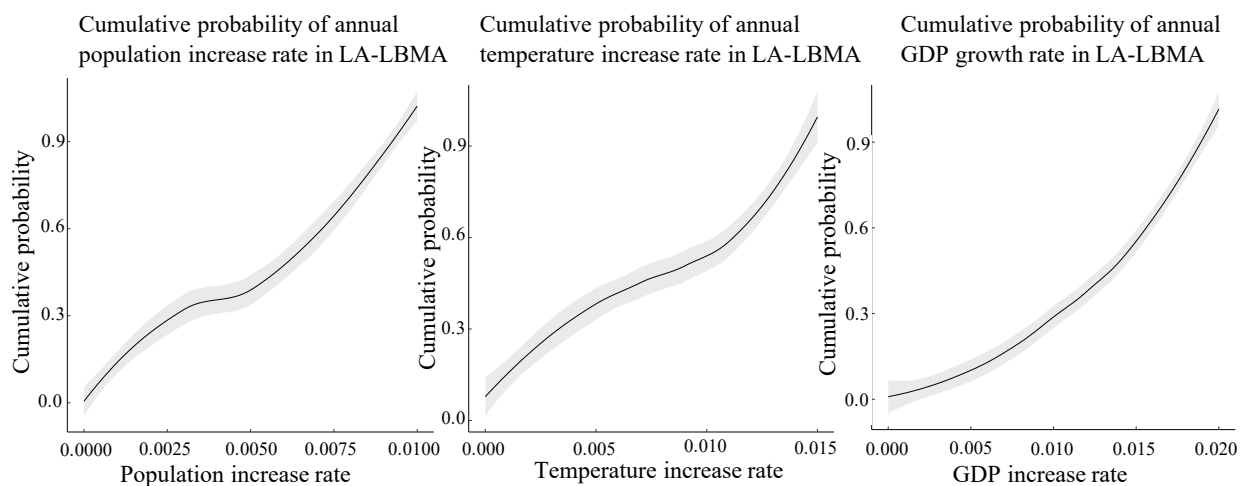 Cumulative probability of annual
population increase rate in LA-LBMA
Cumulative probability
0.9
0.6
0.3
0.0
0.0000
0.0025
0.0050
0.0075
0.0100
Population increase rate
Cumulative probability of annual
temperature increase rate in LA-LBMA
Cumulative probability
0.9
0.6
0.3
0.0
0.000
0.005
0.010
0.015
Temperature increase rate
Cumulative probability of annual
GDP growth rate in LA-LBMA
Cumulative probability
0.9
0.6
0.3
0.0
0.000
0.005
0.010
0.015
0.020
GDP increase rate